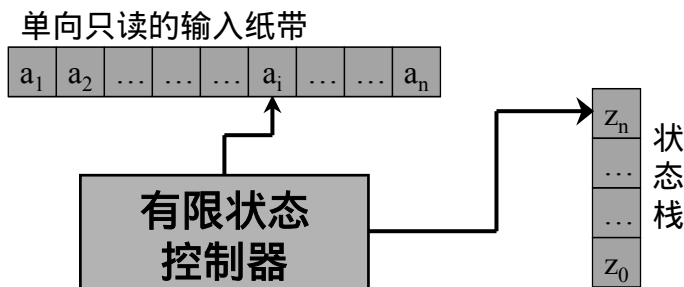 单向只读的输入纸带
a1 a2 … … … ai … … an
zn
…
…
z0
状
态
栈
有限状态
控制器